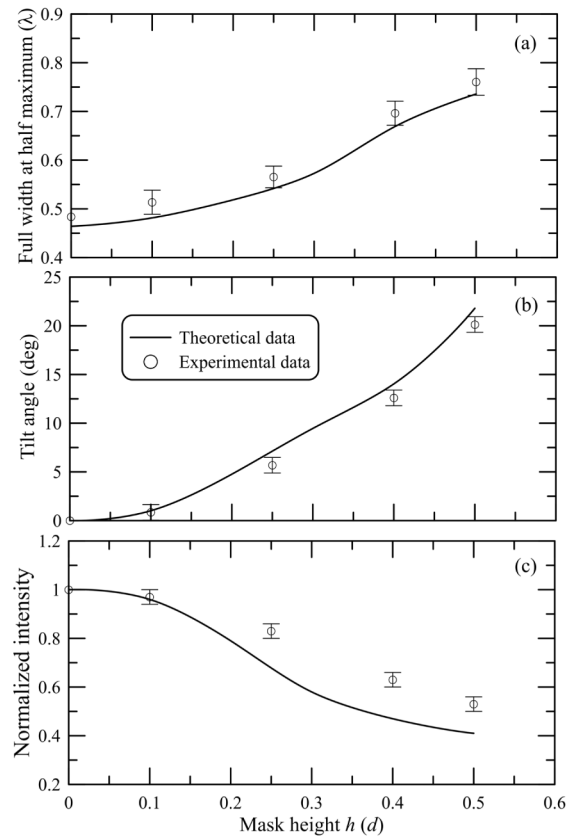 0.9
(a)
0.8
0.7
0.6
0.5
0.4
Full width at half maximum (λ)
25
(b)
20
15
10
5
0
Tilt angle (deg)
Theoretical data
Experimental data
1.2
(c)
1
0.8
0.6
0.4
0.2
Normalized intensity
0 0.1 0.2 0.3 0.4 0.5 0.6
Mask height h (d)